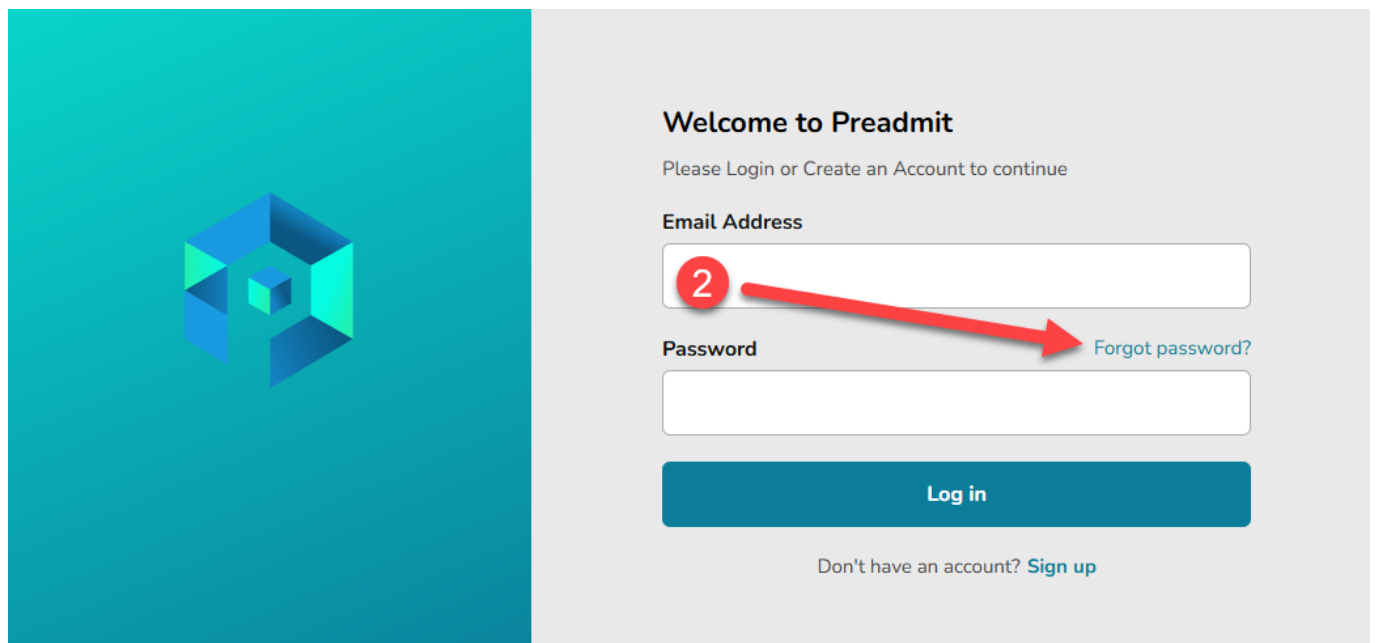 Welcome to Preadmit
Please Login or Create an Account to continue
Email Address
2
Password
Forgot password?
Log in
Don't have an account? Sign up